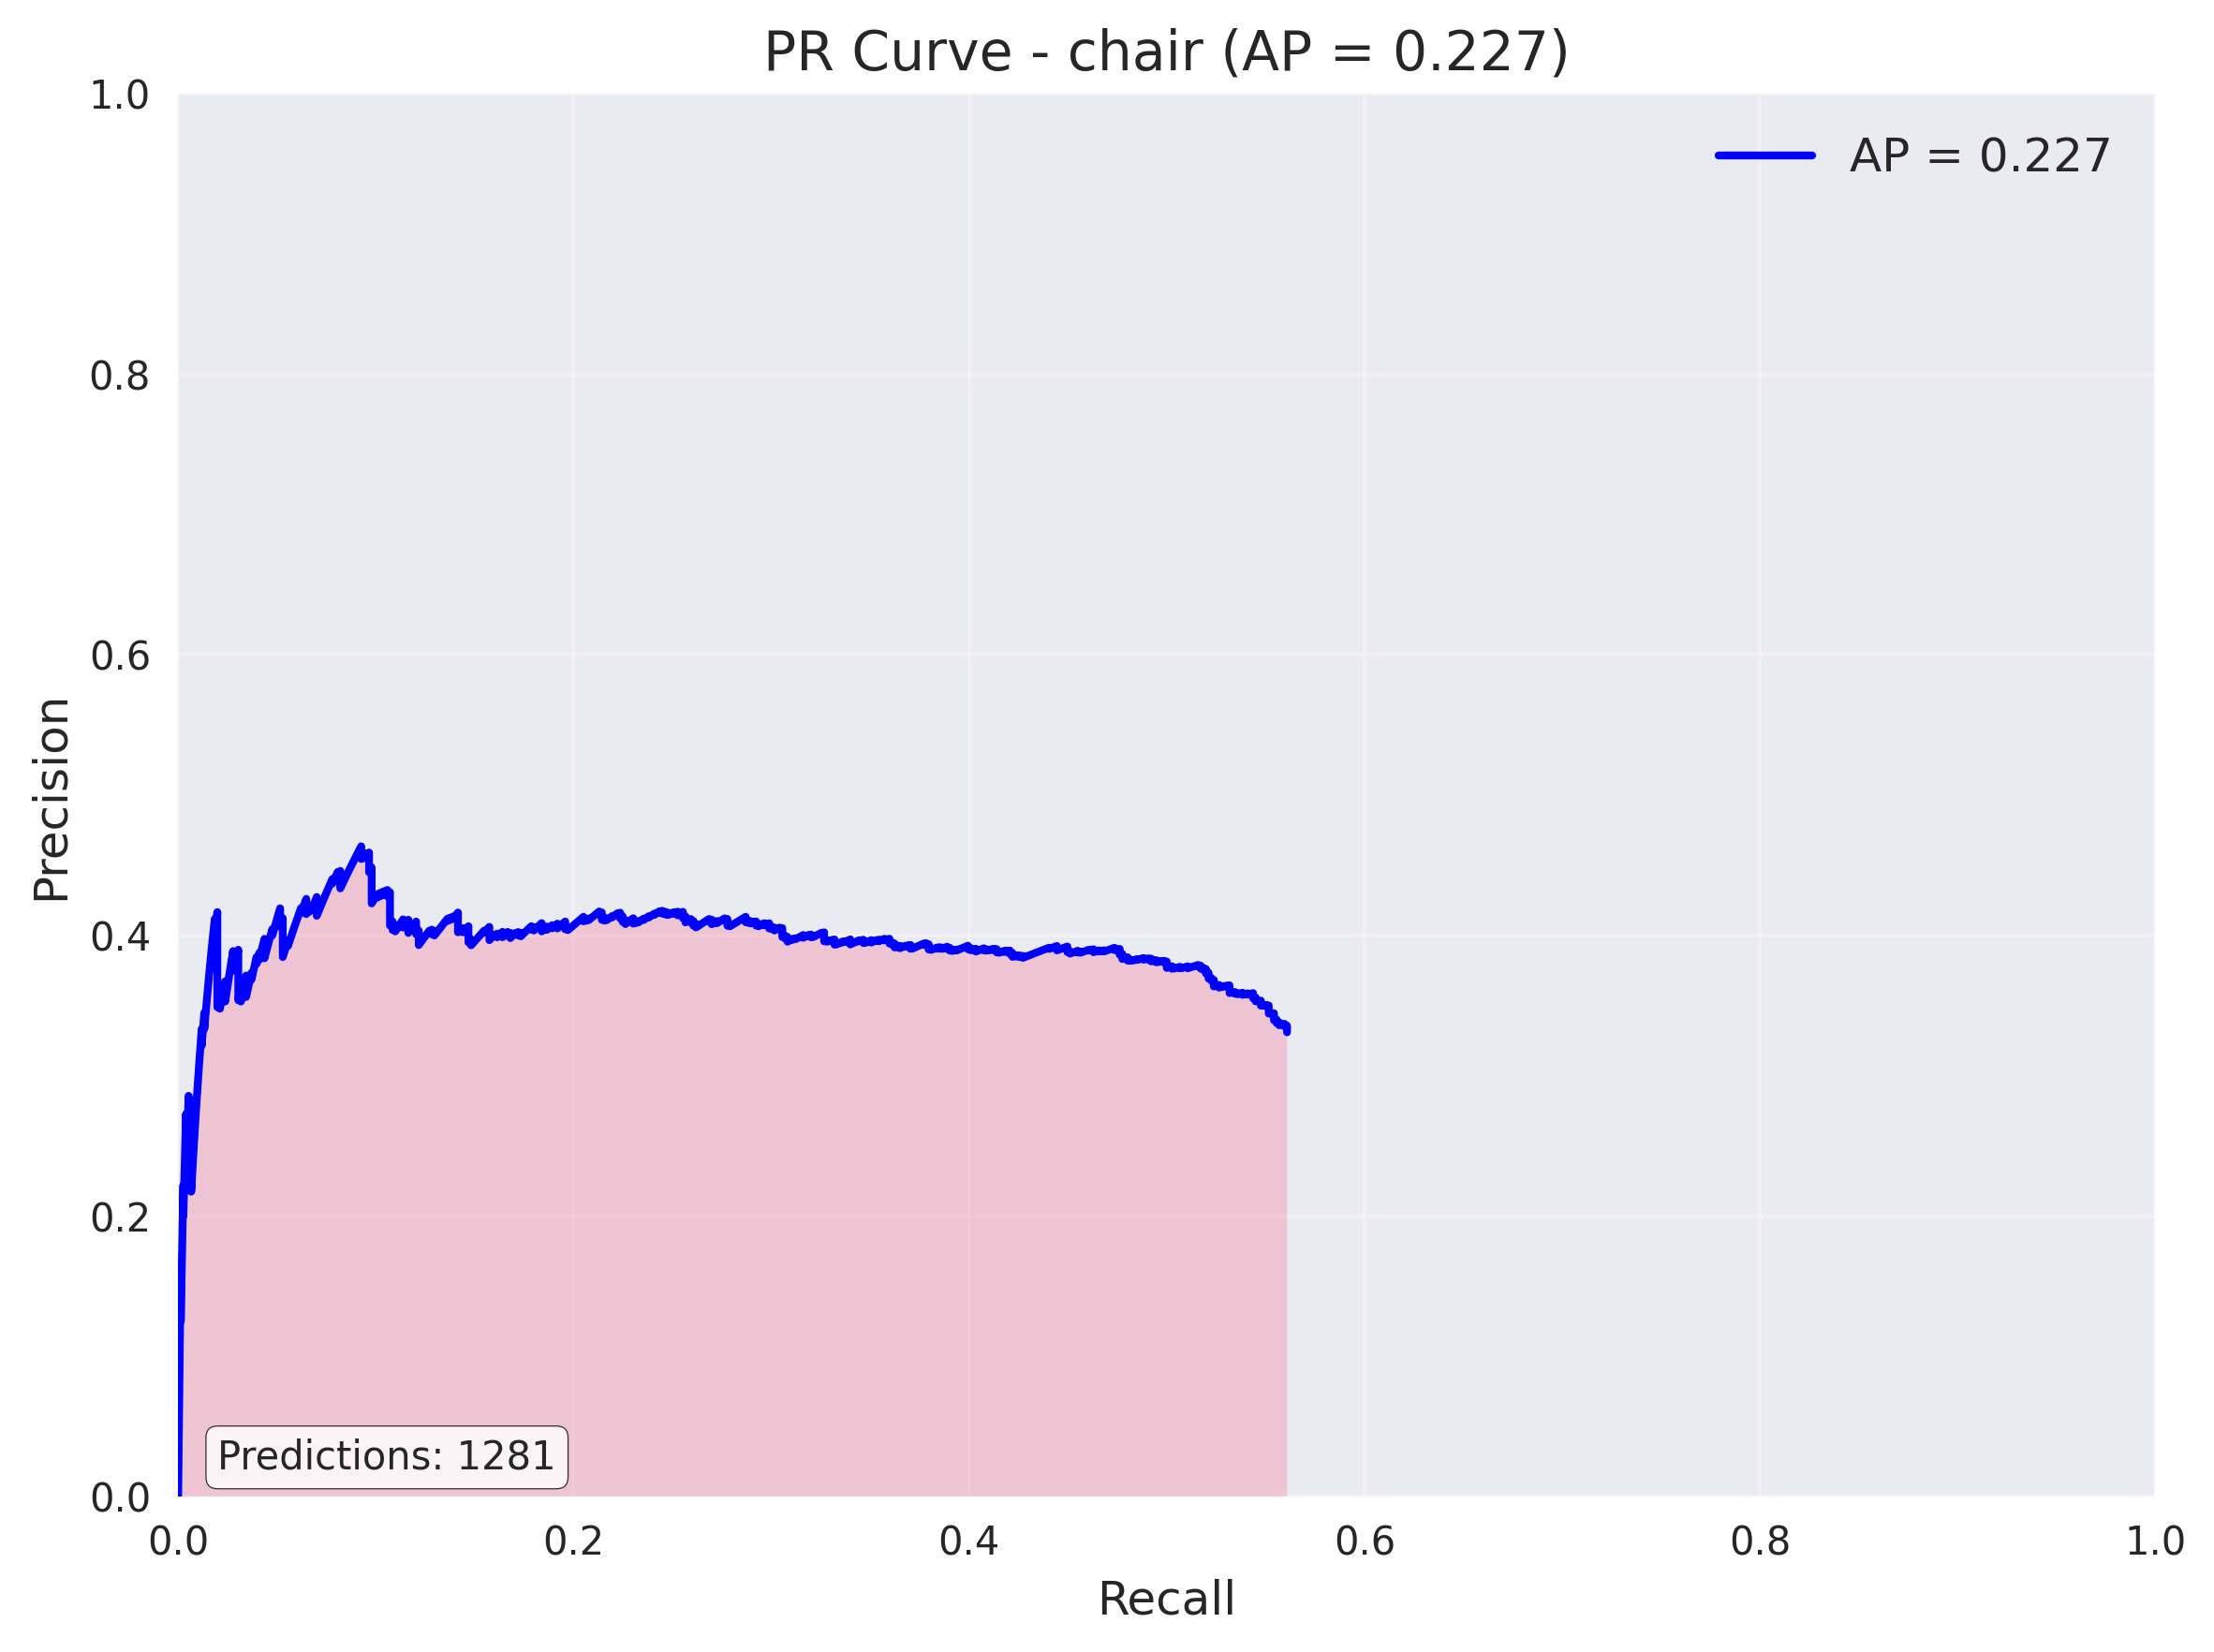 PR Curve - chair (AP = 0.227)
AP = 0.227
1.0
0.8
0.6
0.4
0.2
0.0
Precision
Predictions: 1281
0.0 0.2 0.4 0.6 0.8 1.0
Recall